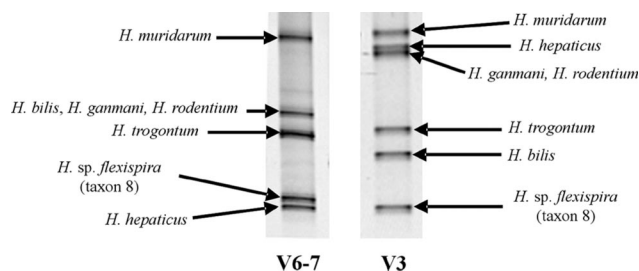 H. muridarum
H. bilis, H. ganmani, H. rodentium
H. trogontum
H. sp. flexispira
(taxon 8)
H. hepaticus
V6-7
H. muridarum
H. hepaticus
H. ganmani, H. rodentium
H. trogontum
H. bilis
H. sp. flexispira
(taxon 8)
V3